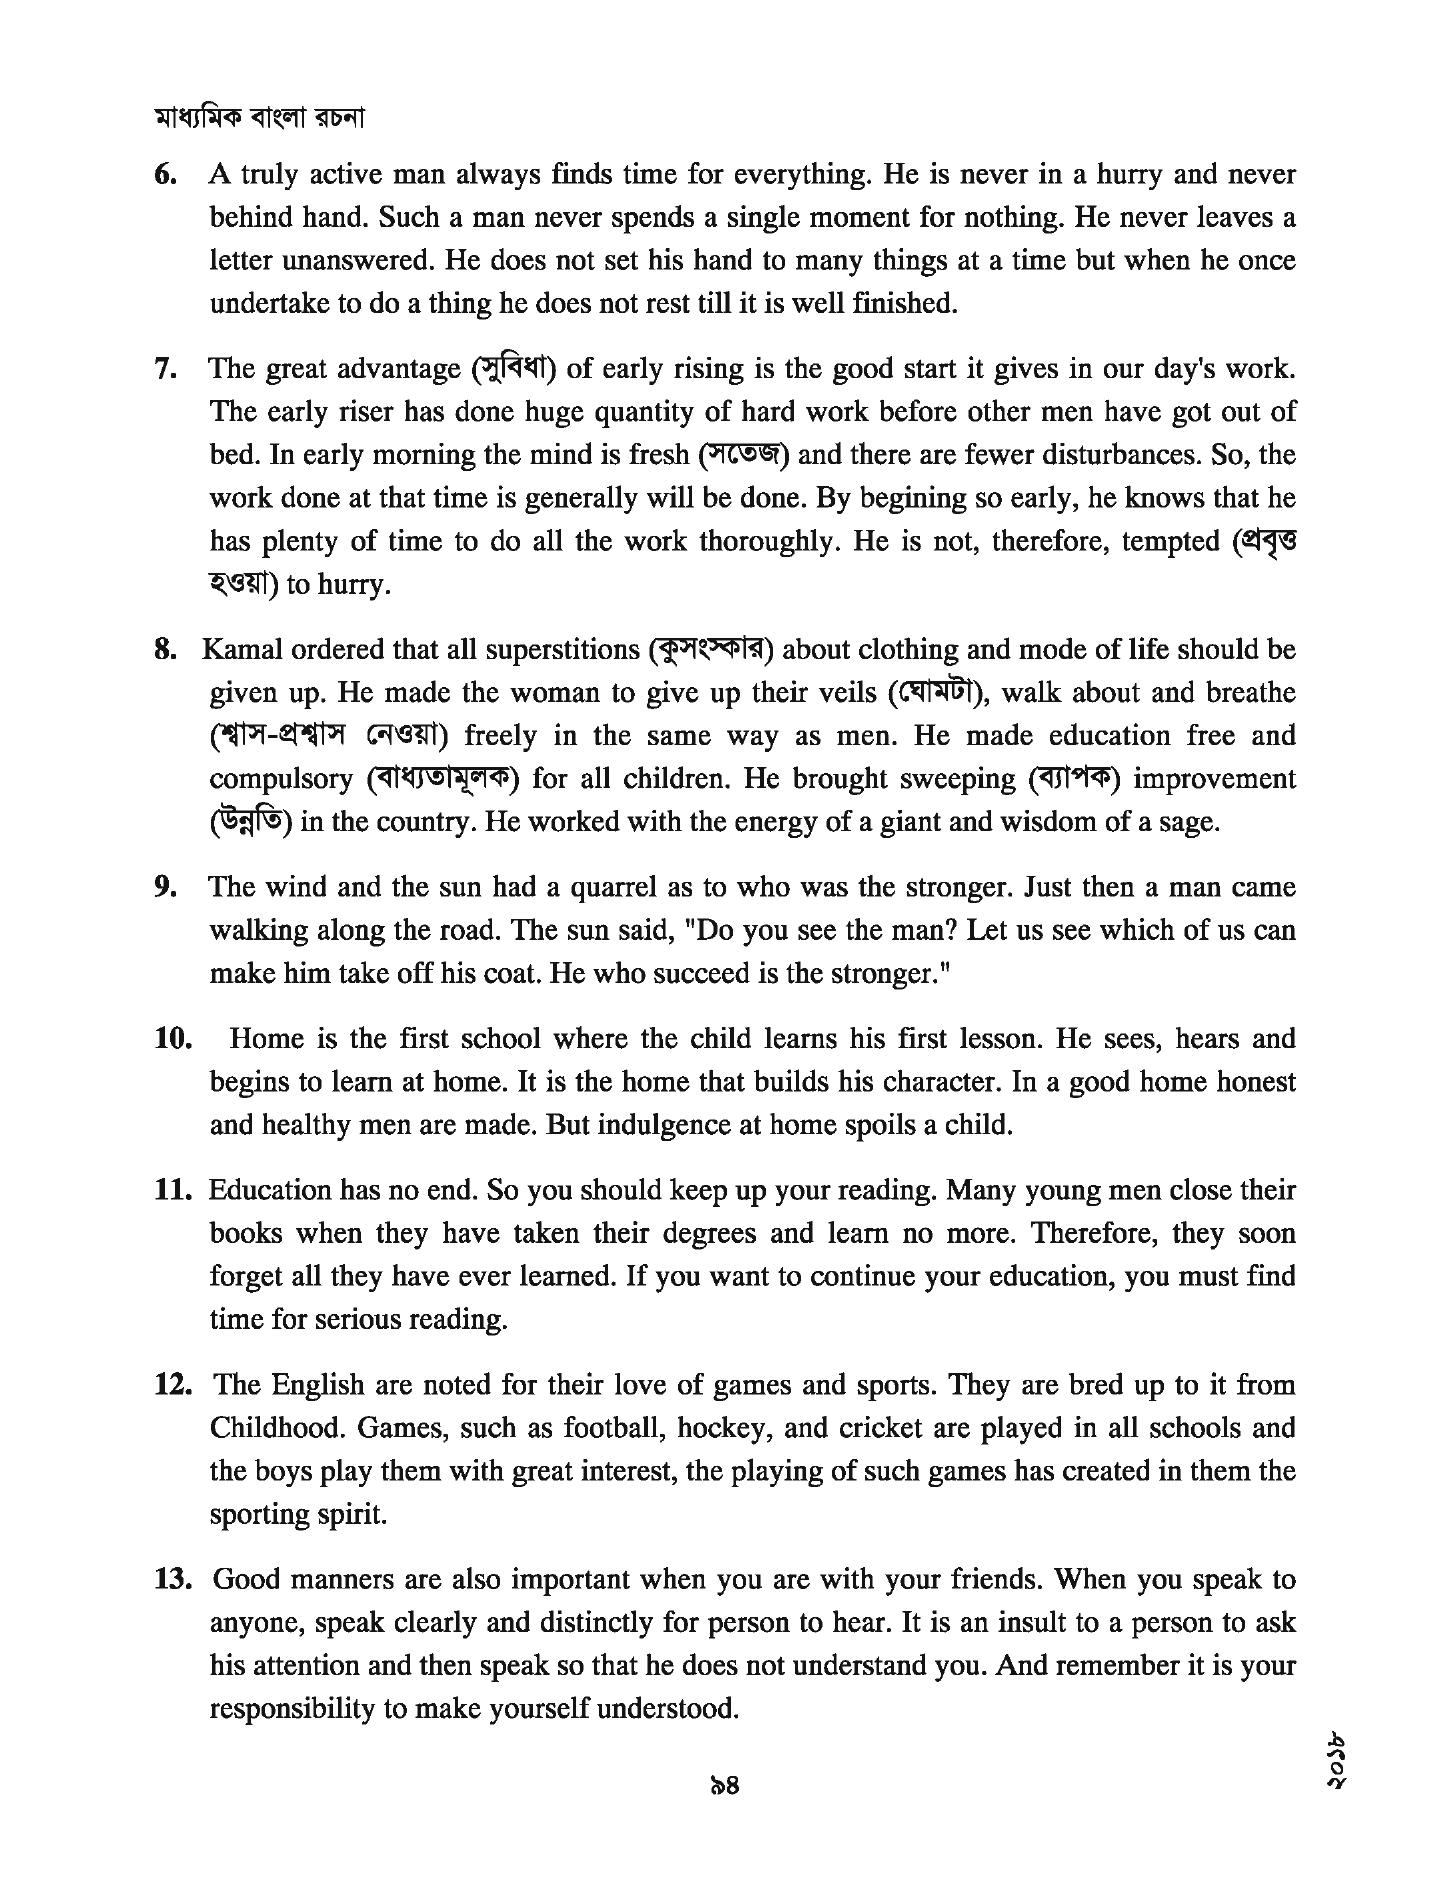 মাধ্যমিক বাংলা রচনা
6. A truly active man always finds time for everything. He is never in a hurry and never
behind hand. Such a man never spends a single moment for nothing. He never leaves a
letter unanswered. He does not set his hand to many things at a time but when he once
undertake to do a thing he does not rest till it is well finished.
7. The great advantage (সুবিধা) of early rising is the good start it gives in our day's work.
The early riser has done huge quantity of hard work before other men have got out of
bed. In early morning the mind is fresh (সতেজ) and there are fewer disturbances. So, the
work done at that time is generally will be done. By begining so early, he knows that he
has plenty of time to do all the work thoroughly. He is not, therefore, tempted (প্রবৃত্ত
হওয়া) to hurry.
8. Kamal ordered that all superstitions (কুসংস্কার) about clothing and mode of life should be
given up. He made the woman to give up their veils (ঘোমটা), walk about and breathe
(শ্বাস-প্রশ্বাস নেওয়া) freely in the same way as men. He made education free and
compulsory (বাধ্যতামূলক) for all children. He brought sweeping (ব্যাপক) improvement
(উন্নতি) in the country. He worked with the energy of a giant and wisdom of a sage.
9. The wind and the sun had a quarrel as to who was the stronger. Just then a man came
walking along the road. The sun said, "Do you see the man? Let us see which of us can
make him take off his coat. He who succeed is the stronger."
10. Home is the first school where the child learns his first lesson. He sees, hears and
begins to learn at home. It is the home that builds his character. In a good home honest
and healthy men are made. But indulgence at home spoils a child.
11. Education has no end. So you should keep up your reading. Many young men close their
books when they have taken their degrees and learn no more. Therefore, they soon
forget all they have ever learned. If you want to continue your education, you must find
time for serious reading.
12. The English are noted for their love of games and sports. They are bred up to it from
Childhood. Games, such as football, hockey, and cricket are played in all schools and
the boys play them with great interest, the playing of such games has created in them the
sporting spirit.
13. Good manners are also important when you are with your friends. When you speak to
anyone, speak clearly and distinctly for person to hear. It is an insult to a person to ask
his attention and then speak so that he does not understand you. And remember it is your
responsibility to make yourself understood.
৯৪
২০১৮